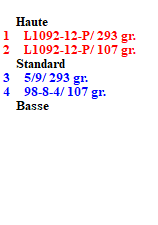 Haute
1 L1092-12-P/ 293 gr.
2 L1092-12-P/ 107 gr.
Standard
3 5/9/ 293 gr.
4 98-8-4/ 107 gr.
Basse